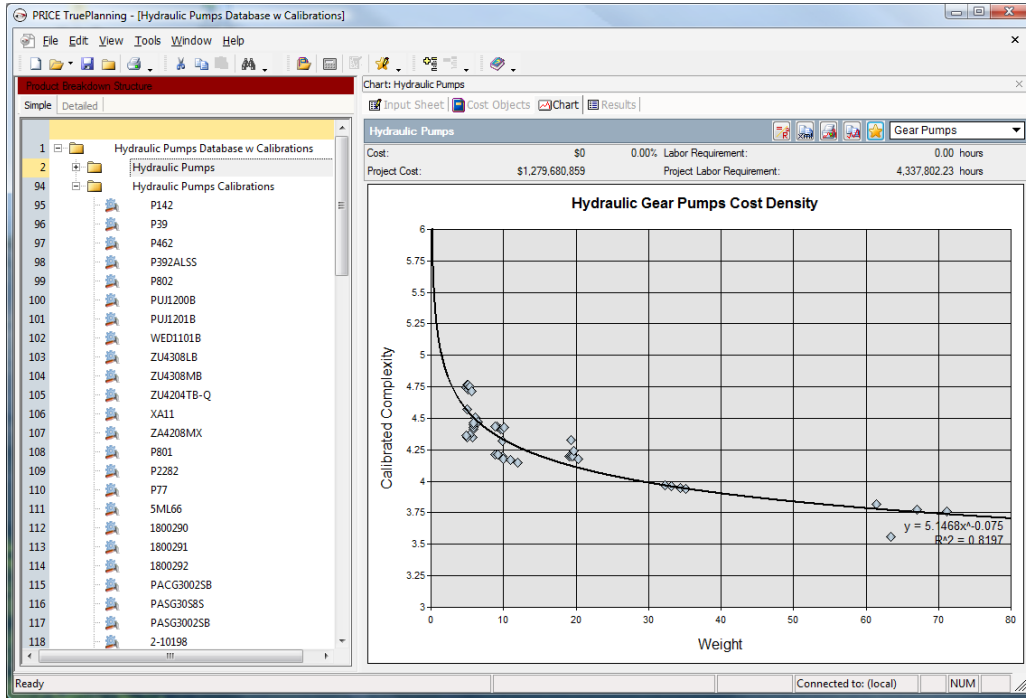 PRICE TruePlanning - [Hydraulic Pumps Database w Calibrations]
File Edit View Tools Window Help
Product Breakdown Structure
Simple Detailed
1 Hydraulic Pumps Database w Calibrations
2 Hydraulic Pumps
94 Hydraulic Pumps Calibrations
95 P142
96 P39
97 P462
98 P392ALSS
99 P802
100 PUJ1200B
101 PUJ1201B
102 WED1101B
103 ZU4308LB
104 ZU4308MB
105 ZU4204TB-Q
106 XA11
107 ZA4208MX
108 P801
109 P2282
110 P77
111 5ML66
112 1800290
113 1800291
114 1800292
115 PACG3002SB
116 PASG30S8S
117 PASG3002SB
118 2-10198
Chart: Hydraulic Pumps
Input Sheet Cost Objects Chart Results
Hydraulic Pumps Gear Pumps
Cost: $0 0.00% Labor Requirement: 0.00 hours
Project Cost: $1,279,680,859 Project Labor Requirement: 4,337,802.23 hours
Hydraulic Gear Pumps Cost Density
Calibrated Complexity
6
5.75
5.5
5.25
5
4.75
4.5
4.25
4
3.75
3.5
3.25
3
y = 5.1468x^-0.075
R^2 = 0.8197
0 10 20 30 40 50 60 70 80
Weight
Ready Connected to: (local) NUM